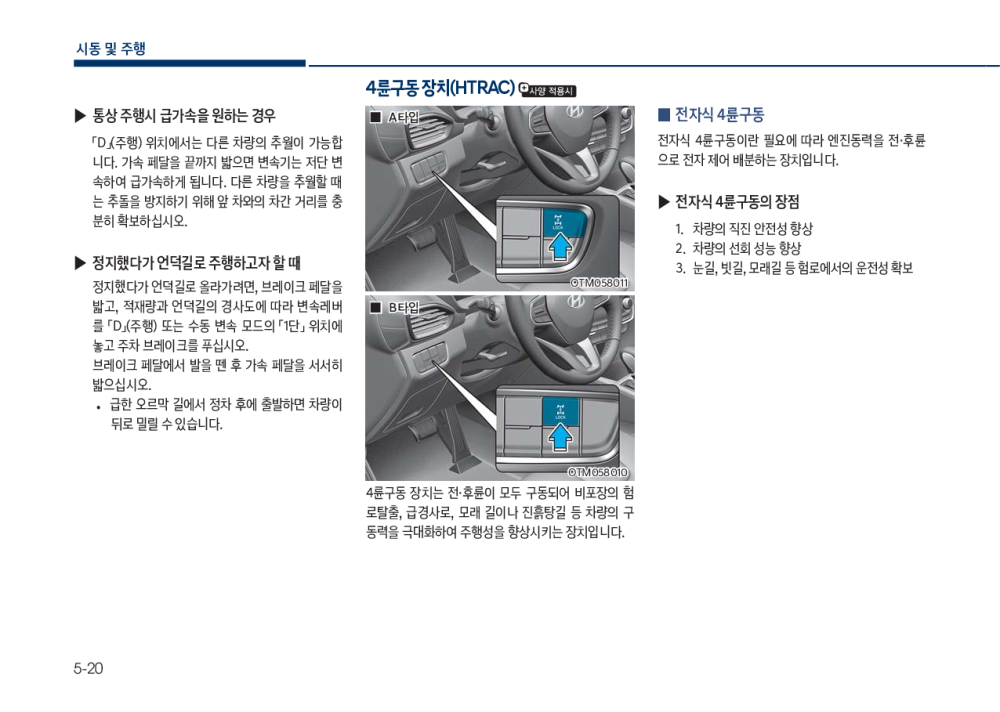 시동 및 주행
▶ 통상 주행시 급가속을 원하는 경우
「D」(주행) 위치에서는 다른 차량의 추월이 가능합
니다. 가속 페달을 끝까지 밟으면 변속기는 저단 변
속하여 급가속하게 됩니다. 다른 차량을 추월할 때
는 추돌을 방지하기 위해 앞 차와의 차간 거리를 충
분히 확보하십시오.
▶ 정지했다가 언덕길로 주행하고자 할 때
정지했다가 언덕길로 올라가려면, 브레이크 페달을
밟고, 적재량과 언덕길의 경사도에 따라 변속레버
를 「D」(주행) 또는 수동 변속 모드의 「1단」 위치에
놓고 주차 브레이크를 푸십시오.
브레이크 페달에서 발을 뗀 후 가속 페달을 서서히
밟으십시오.
• 급한 오르막 길에서 정차 후에 출발하면 차량이
뒤로 밀릴 수 있습니다.
4륜구동 장치(HTRAC) 사양 적용시
■ A타입
LOCK
OTM058011
■ B타입
LOCK
OTM058010
4륜구동 장치는 전·후륜이 모두 구동되어 비포장의 험
로탈출, 급경사로, 모래 길이나 진흙탕길 등 차량의 구
동력을 극대화하여 주행성을 향상시키는 장치입니다.
■ 전자식 4륜구동
전자식 4륜구동이란 필요에 따라 엔진동력을 전·후륜
으로 전자 제어 배분하는 장치입니다.
▶ 전자식 4륜구동의 장점
1. 차량의 직진 안전성 향상
2. 차량의 선회 성능 향상
3. 눈길, 빗길, 모래길 등 험로에서의 운전성 확보
5-20